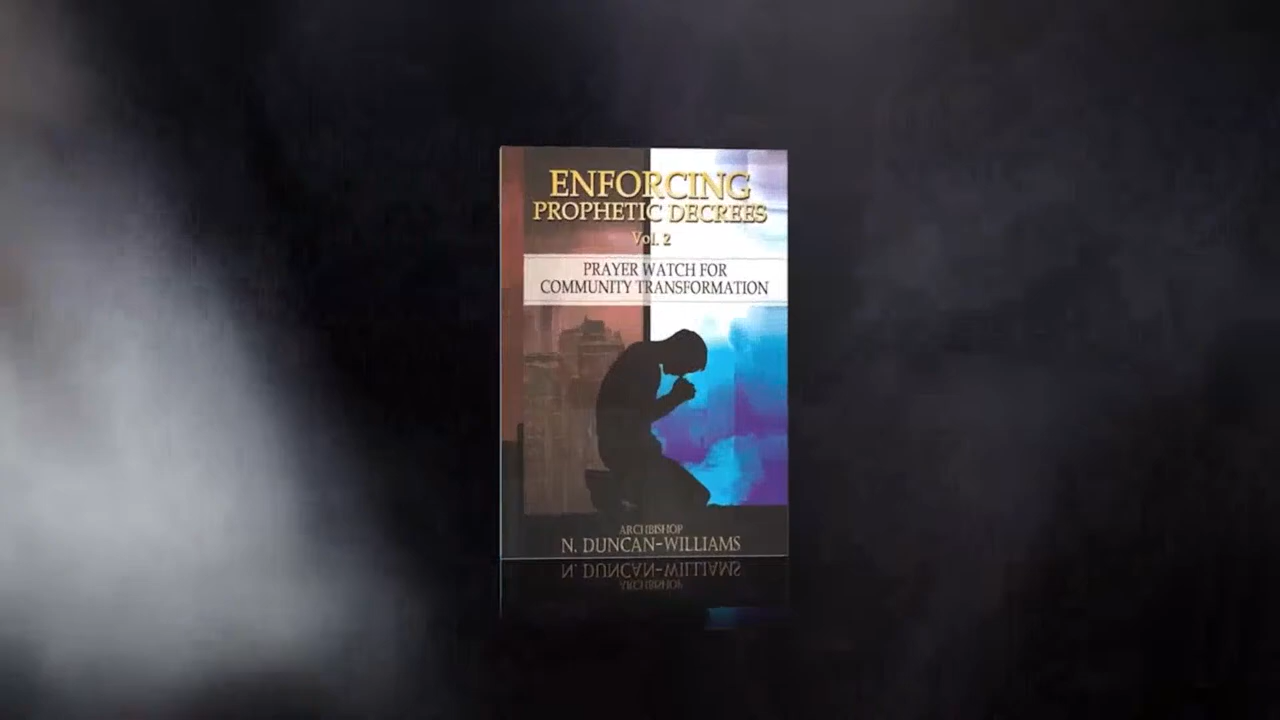 ENFORCING
PROPHETIC DECREES
Vol. 2
PRAYER WATCH FOR
COMMUNITY TRANSFORMATION
ARCHBISHOP
N. DUNCAN-WILLIAMS